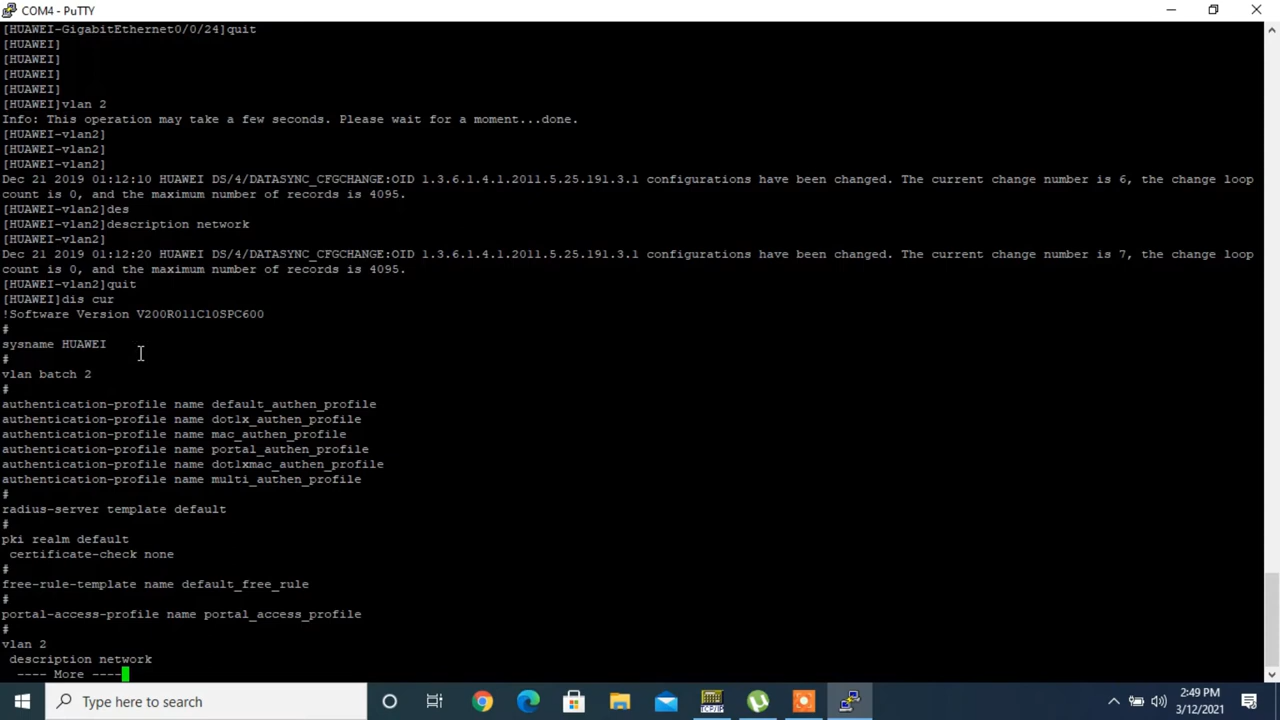 COM4 - PuTTY
[HUAWEI-GigabitEthernet0/0/24]quit
[HUAWEI]
[HUAWEI]
[HUAWEI]
[HUAWEI]
[HUAWEI]vlan 2
Info: This operation may take a few seconds. Please wait for a moment...done.
[HUAWEI-vlan2]
[HUAWEI-vlan2]
[HUAWEI-vlan2]
Dec 21 2019 01:12:10 HUAWEI DS/4/DATASYNC_CFGCHANGE:OID 1.3.6.1.4.1.2011.5.25.191.3.1 configurations have been changed. The current change number is 6, the change loop
count is 0, and the maximum number of records is 4095.
[HUAWEI-vlan2]des
[HUAWEI-vlan2]description network
[HUAWEI-vlan2]
Dec 21 2019 01:12:20 HUAWEI DS/4/DATASYNC_CFGCHANGE:OID 1.3.6.1.4.1.2011.5.25.191.3.1 configurations have been changed. The current change number is 7, the change loop
count is 0, and the maximum number of records is 4095.
[HUAWEI-vlan2]quit
[HUAWEI]dis cur
!Software Version V200R011C10SPC600
#
sysname HUAWEI
#
vlan batch 2
#
authentication-profile name default_authen_profile
authentication-profile name dot1x_authen_profile
authentication-profile name mac_authen_profile
authentication-profile name portal_authen_profile
authentication-profile name dot1xmac_authen_profile
authentication-profile name multi_authen_profile
#
radius-server template default
#
pki realm default
certificate-check none
#
free-rule-template name default_free_rule
#
portal-access-profile name portal_access_profile
#
vlan 2
description network
---- More ----
Type here to search
TCP/IP
2:49 PM
3/12/2021